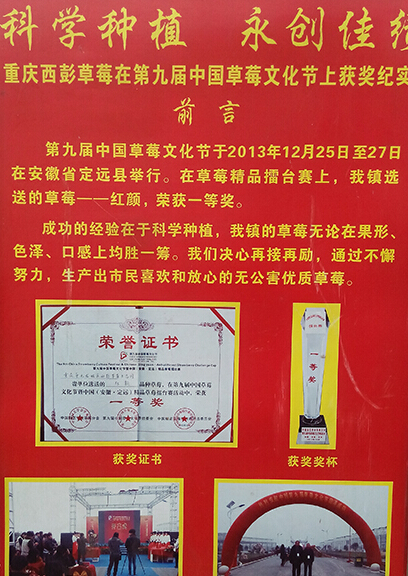 科学种植 永创佳
重庆西彭草莓在第九届中国草莓文化节上获奖纪实
前言
第九届中国草莓文化节于2013年12月25日至27日
在安徽省定远县举行。在草莓精品擂台赛上，我镇选
送的草莓——红颜，荣获一等奖。
成功的经验在于科学种植，我镇的草莓无论在果形、
色泽、口感上均胜一筹。我们决心再接再励，通过不懈
努力，生产出市民喜欢和放心的无公害优质草莓。
荣誉证书
一等奖
一等奖
获奖证书
获奖奖杯